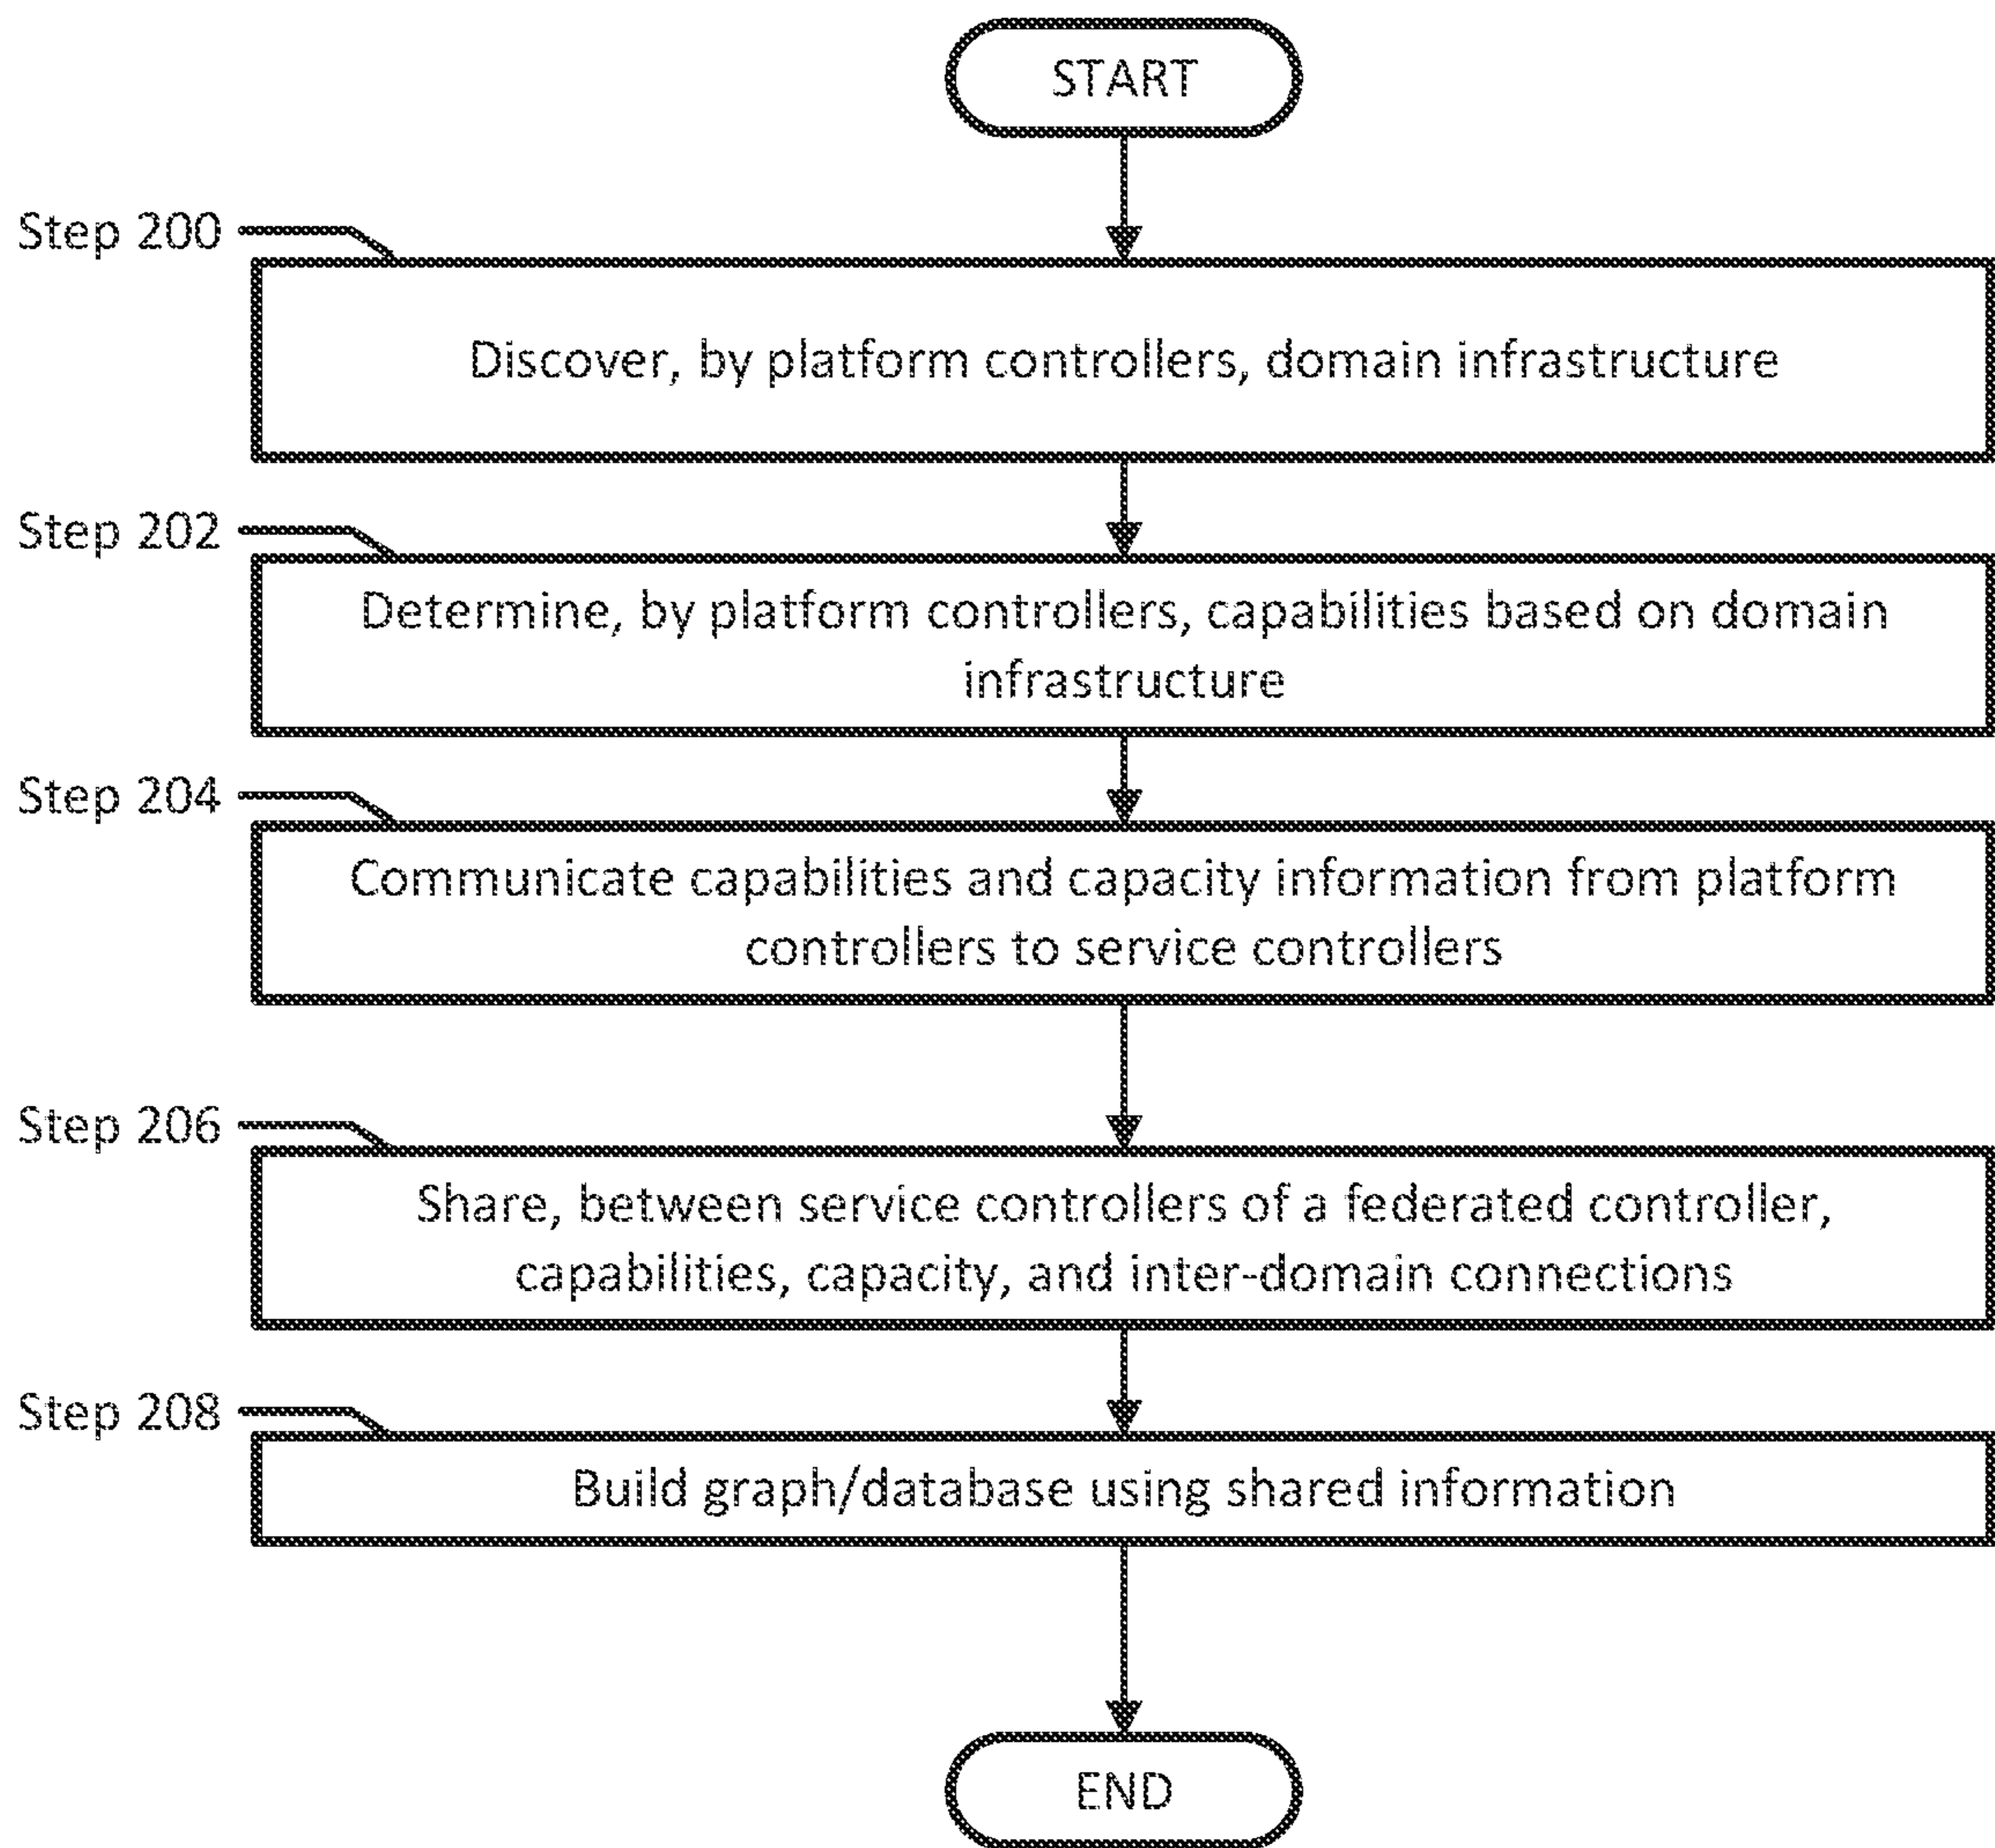 START
Step 200
Discover, by platform controllers, domain infrastructure
Step 202
Determine, by platform controllers, capabilities based on domain
infrastructure
Step 204
Communicate capabilities and capacity information from platform
controllers to service controllers
Step 206
Share, between service controllers of a federated controller,
capabilities, capacity, and inter-domain connections
Step 208
Build graph/database using shared information
END